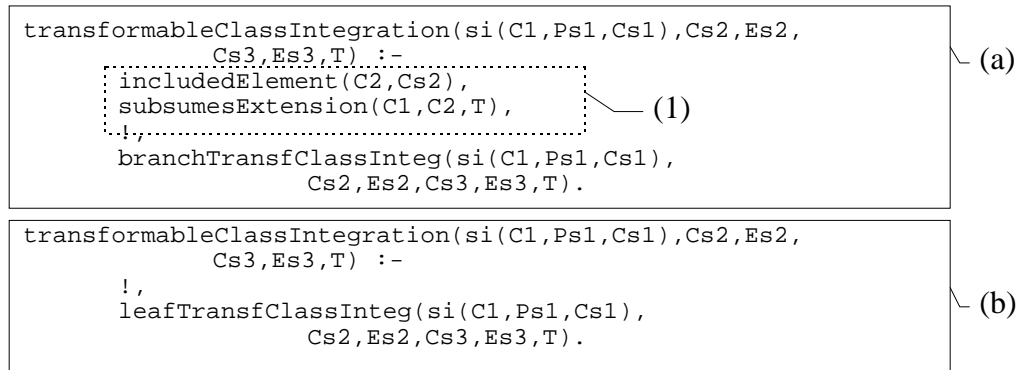 transformableClassIntegration(si(C1,Ps1,Cs1),Cs2,Es2,
Cs3,Es3,T) :-
(a)
includedElement(C2,Cs2),
subsumesExtension(C1,C2,T),
(1)
!,
branchTransfClassInteg(si(C1,Ps1,Cs1),
Cs2,Es2,Cs3,Es3,T).
transformableClassIntegration(si(C1,Ps1,Cs1),Cs2,Es2,
Cs3,Es3,T) :-
!,
(b)
leafTransfClassInteg(si(C1,Ps1,Cs1),
Cs2,Es2,Cs3,Es3,T).